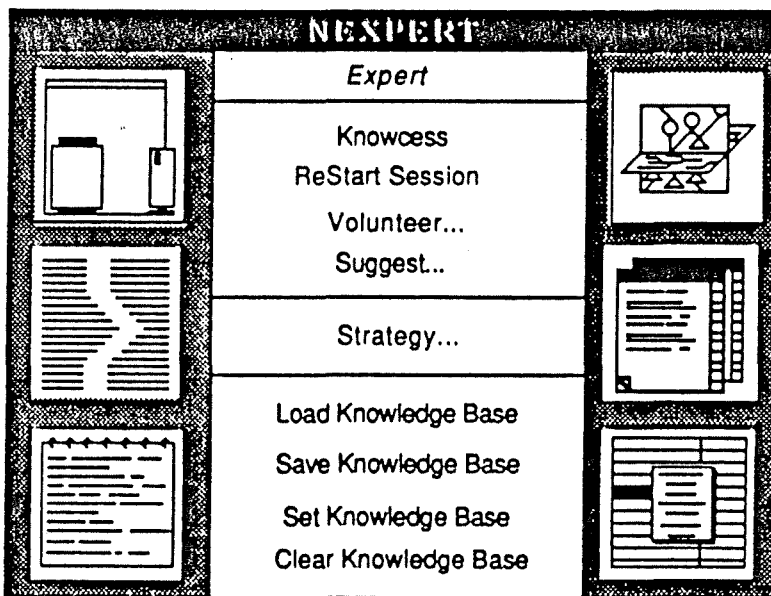 NEXPERT
Expert
Knowcess
ReStart Session
Volunteer...
Suggest...
Strategy...
Load Knowledge Base
Save Knowledge Base
Set Knowledge Base
Clear Knowledge Base